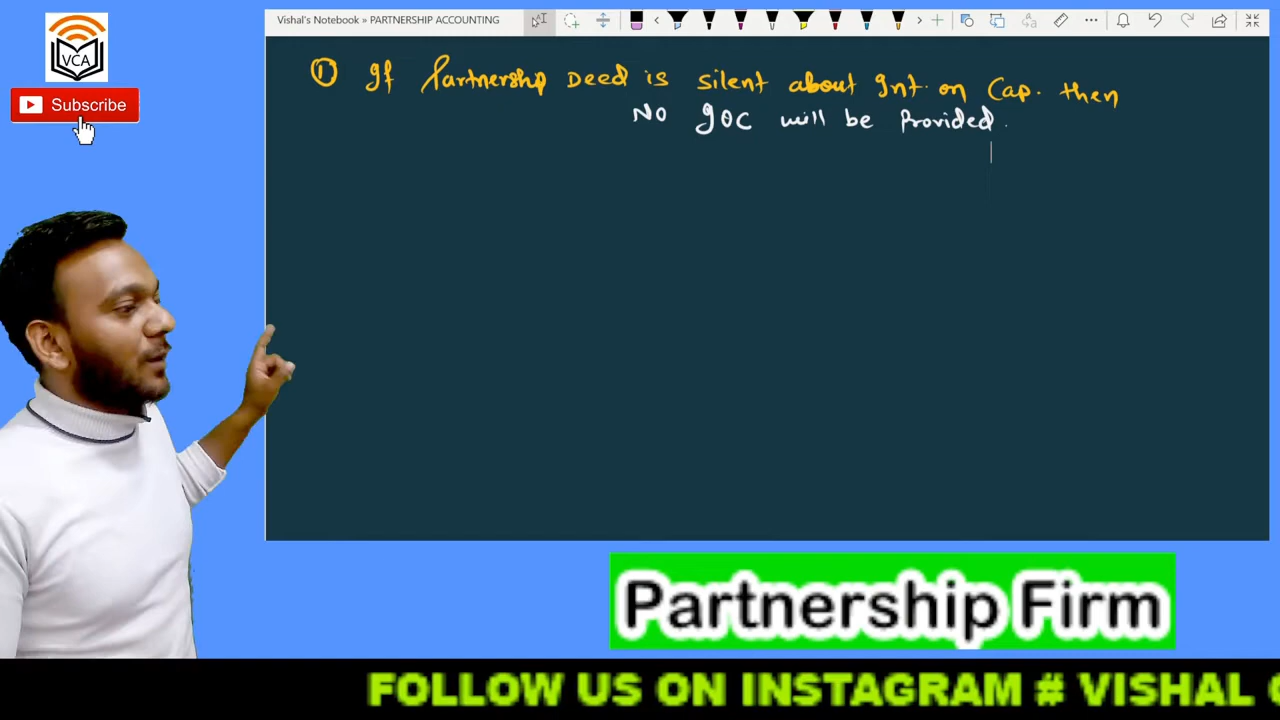 VCA
Subscribe
Vishal's Notebook » PARTNERSHIP ACCOUNTING
① If Partnership Deed is silent about Int. on Cap. then
No IOC will be Provided.
Partnership Firm
FOLLOW US ON INSTAGRAM # VISHAL